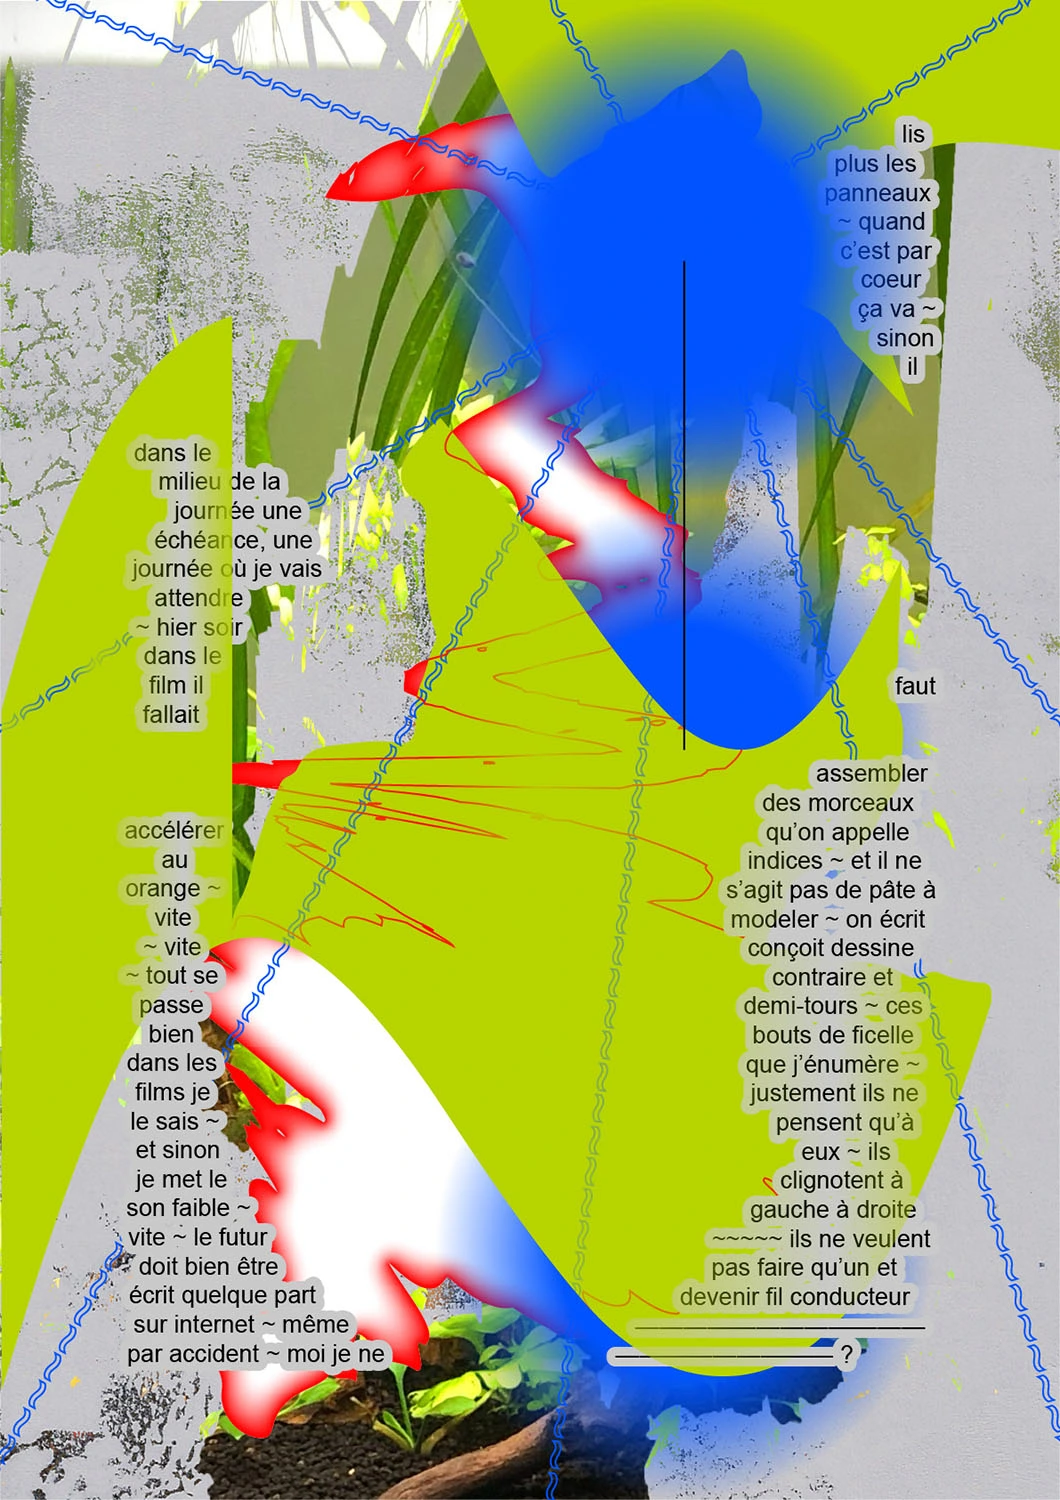 dans le
milieu de la
journée une
échéance, une
journée où je vais
attendre
~ hier soir
dans le
film il
fallait
accélérer
au
orange ~
vite
~ vite
~ tout se
passe
bien
dans les
films je
le sais ~
et sinon
je met le
son faible ~
vite ~ le futur
doit bien être
écrit quelque part
sur internet ~ même
par accident ~ moi je ne
lis
plus les
panneaux
~ quand
c’est par
coeur
ça va ~
sinon
il
faut
assembler
des morceaux
qu’on appelle
indices ~ et il ne
s’agit pas de pâte à
modeler ~ on écrit
conçoit dessine
contraire et
demi-tours ~ ces
bouts de ficelle
que j’énumère ~
justement ils ne
pensent qu’à
eux ~ ils
clignotent à
gauche à droite
~~~~~ ils ne veulent
pas faire qu’un et
devenir fil conducteur
————————————
————————— ?